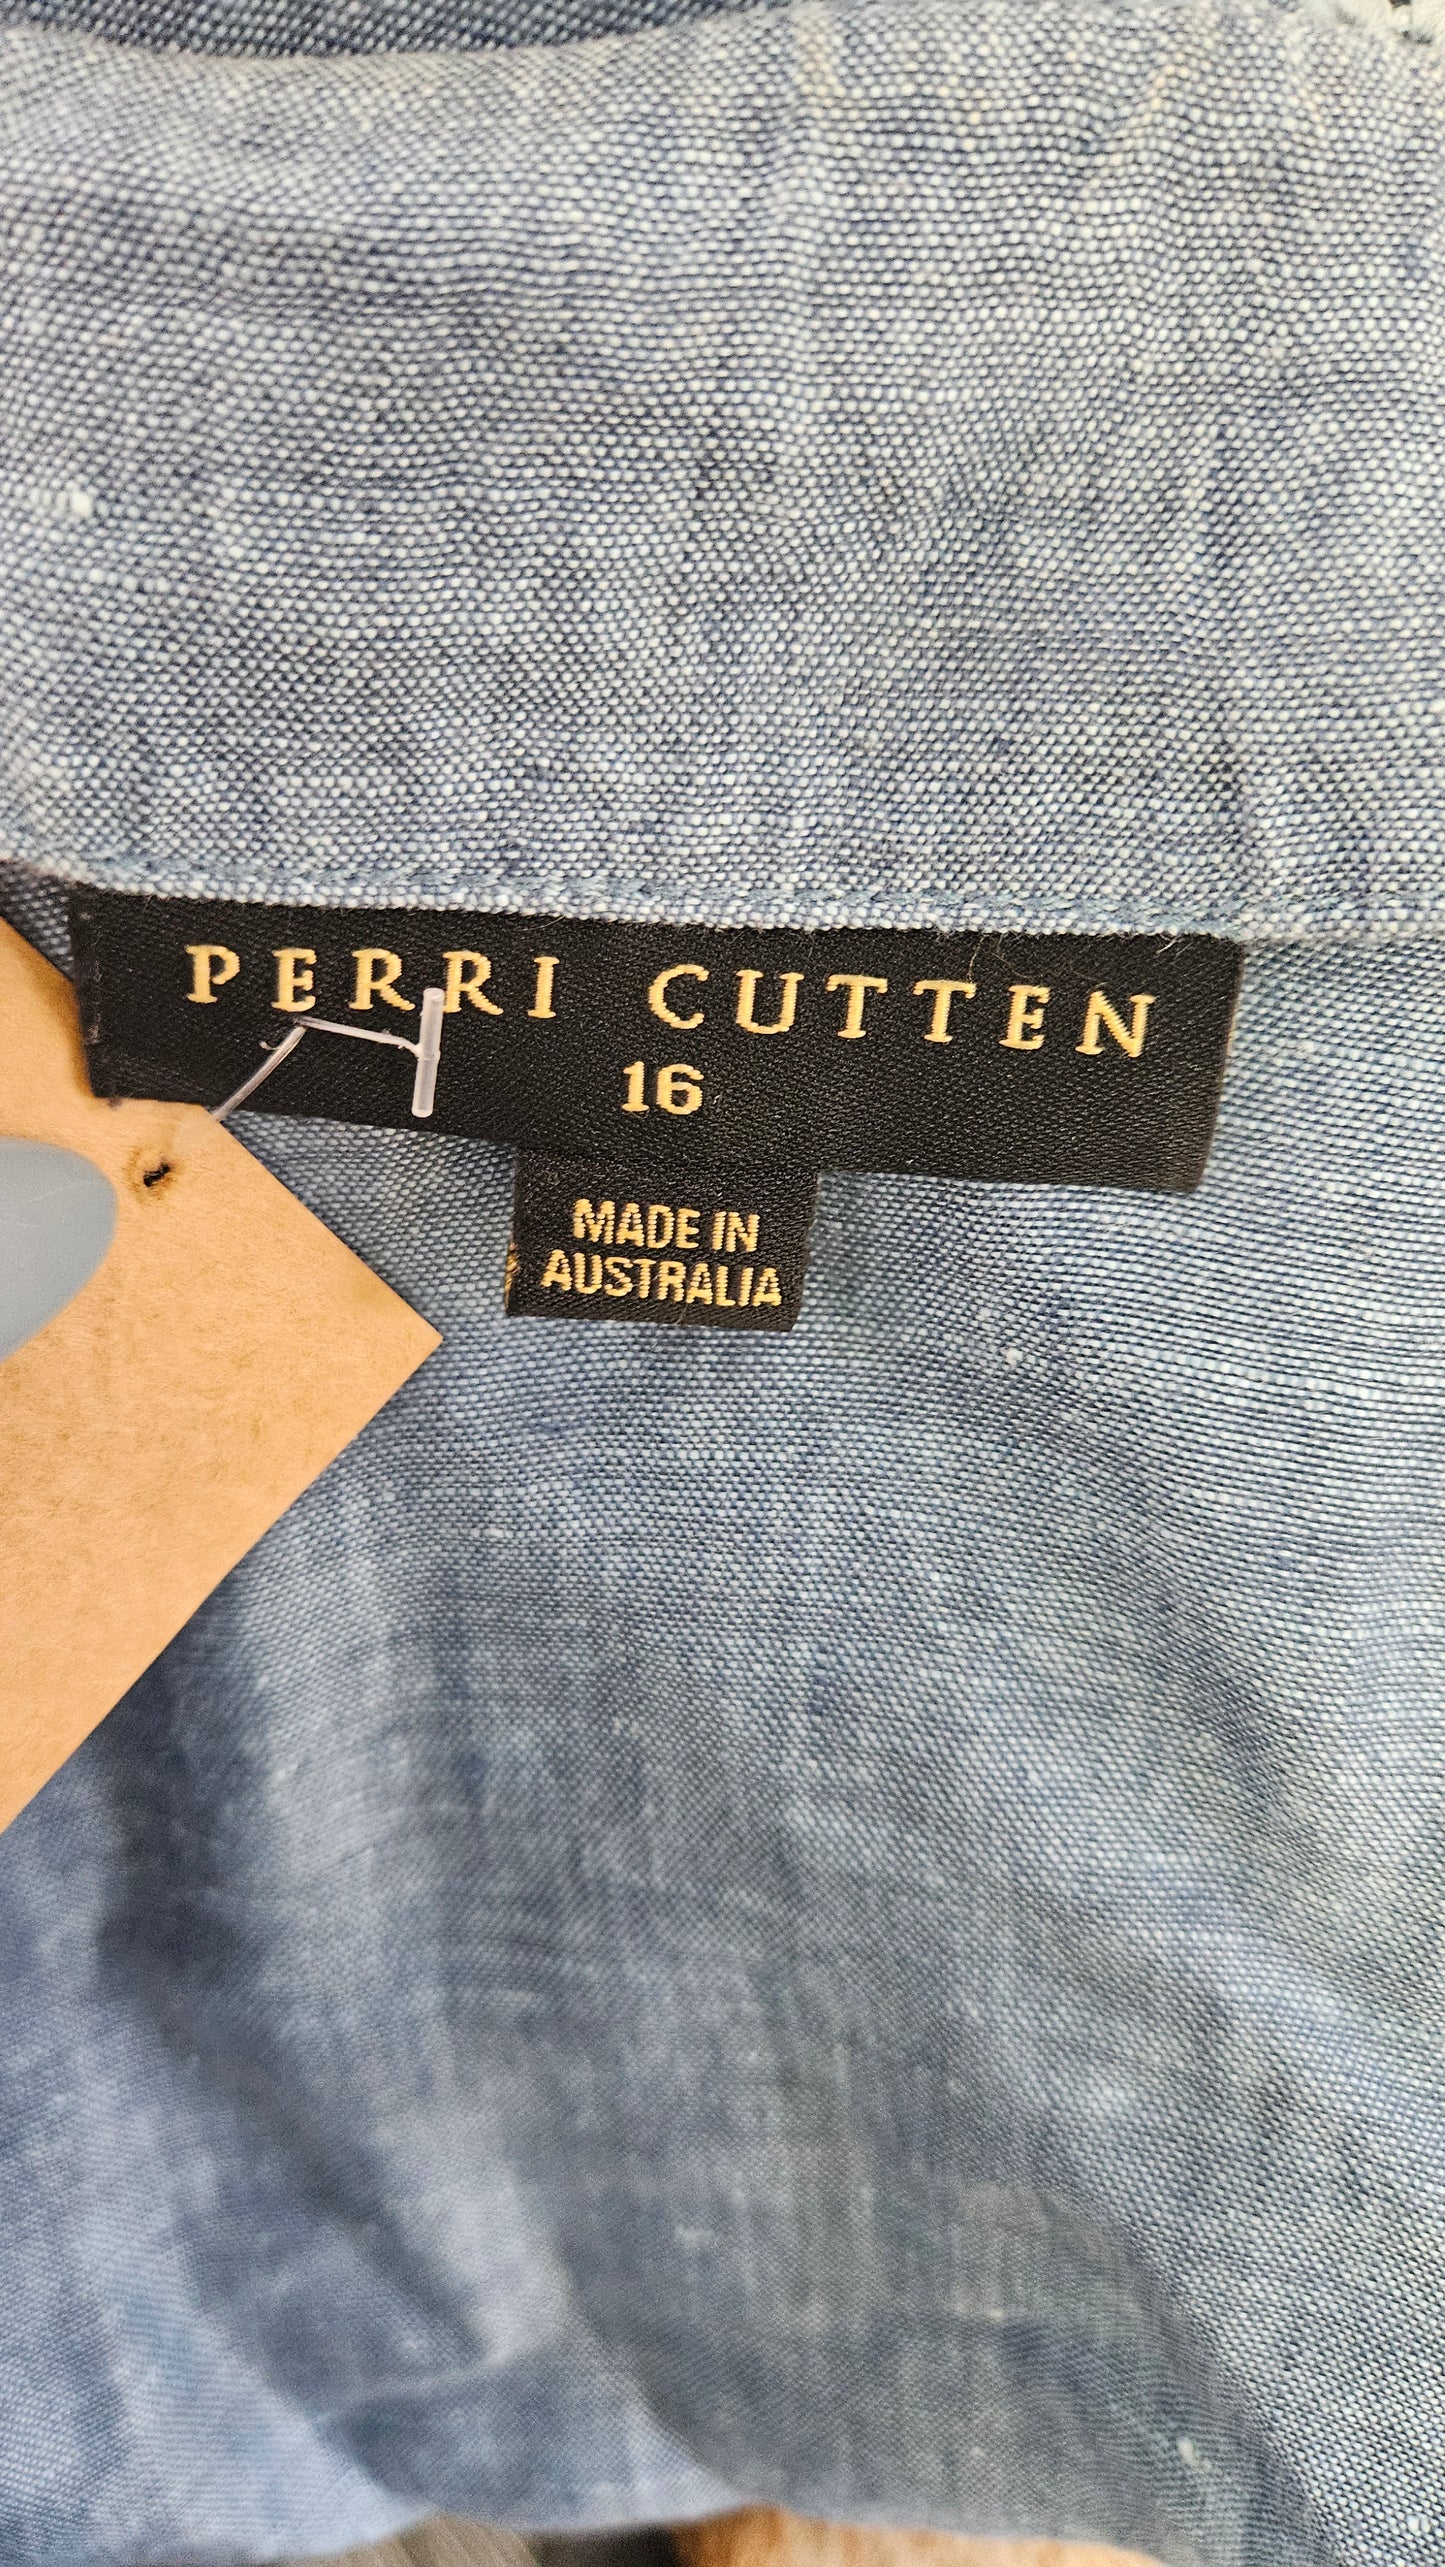 PERRI CUTTEN
16
MADE IN
AUSTRALIA